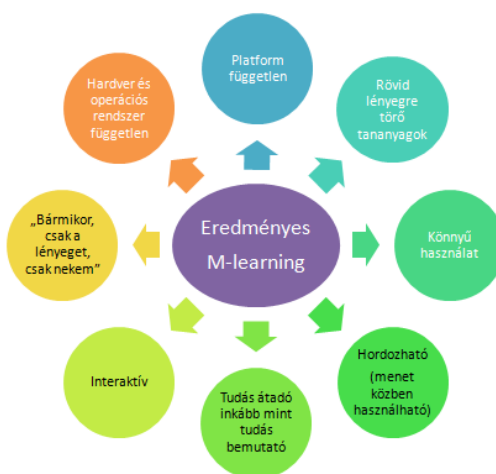 Platform
független
Rövid
lényegre
törő
tananyagok
Könnyű
használat
Hordozható
(menet
közben
használható)
Tudás átadó
inkább mint
tudás
bemutató
Interaktív
„Bármikor,
csak a
lényeget,
csak nekem”
Hardver és
operációs
rendszer
független
Eredményes
M-learning